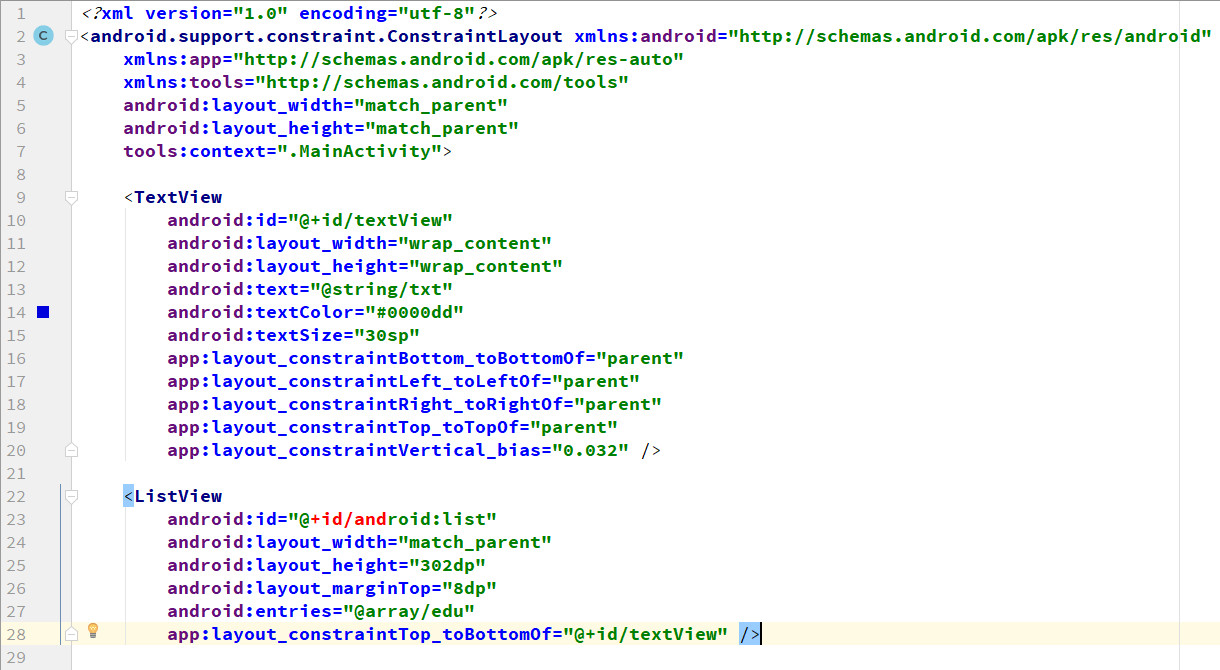 1 <?xml version="1.0" encoding="utf-8"?>
2 C <android.support.constraint.ConstraintLayout xmlns:android="http://schemas.android.com/apk/res/android"
3     xmlns:app="http://schemas.android.com/apk/res-auto"
4     xmlns:tools="http://schemas.android.com/tools"
5     android:layout_width="match_parent"
6     android:layout_height="match_parent"
7     tools:context=".MainActivity">
8
9     <TextView
10         android:id="@+id/textView"
11         android:layout_width="wrap_content"
12         android:layout_height="wrap_content"
13         android:text="@string/txt"
14         android:textColor="#0000dd"
15         android:textSize="30sp"
16         app:layout_constraintBottom_toBottomOf="parent"
17         app:layout_constraintLeft_toLeftOf="parent"
18         app:layout_constraintRight_toRightOf="parent"
19         app:layout_constraintTop_toTopOf="parent"
20         app:layout_constraintVertical_bias="0.032" />
21
22     <ListView
23         android:id="@+id/android:list"
24         android:layout_width="match_parent"
25         android:layout_height="302dp"
26         android:layout_marginTop="8dp"
27         android:entries="@array/edu"
28         app:layout_constraintTop_toBottomOf="@+id/textView" />
29